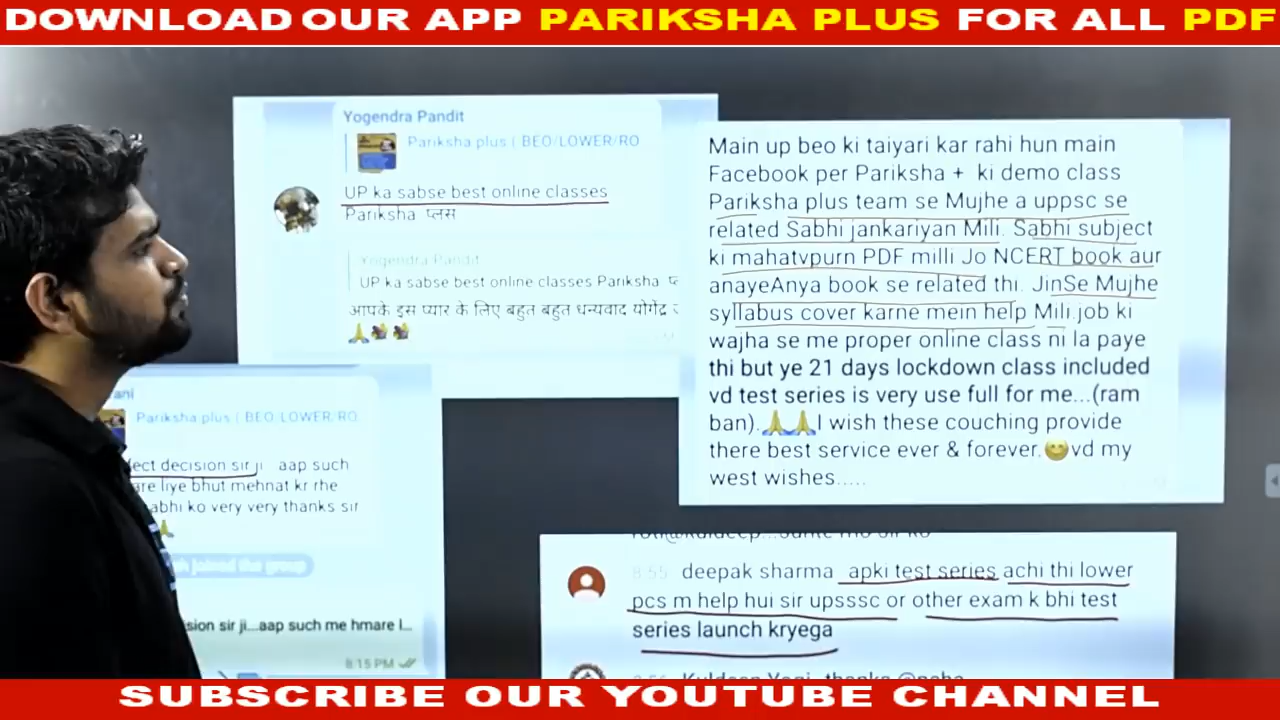 DOWNLOAD OUR APP PARIKSHA PLUS FOR ALL PDF
Yogendra Pandit
Pariksha plus ( BEO/LOWER/RO
UP ka sabse best online classes
Pariksha प्लस
Yogendra Pandit
UP ka sabse best online classes Pariksha
आपके इस प्यार के लिए बहुत बहुत धन्यवाद योगेंद्र
Main up beo ki taiyari kar rahi hun main
Facebook per Pariksha + ki demo class
Pariksha plus team se Mujhe a uppsc se
related Sabhi jankariyan Mili. Sabhi subject
ki mahatvpurn PDF milli Jo NCERT book aur
anayeAnya book se related thi. JinSe Mujhe
syllabus cover karne mein help Mili.job ki
wajha se me proper online class ni la paye
thi but ye 21 days lockdown class included
vd test series is very use full for me...(ram
ban).🙏🙏I wish these couching provide
there best service ever & forever.😊vd my
west wishes.....
Pariksha plus ( BEO/LOWER/RO
decision sir ji aap such
liye bhut mehnat kr rhe
ko very very thanks sir
joined the group
sir ji...aap such me hmare l...
8:15 PM
8:55 deepak sharma apki test series achi thi lower
pcs m help hui sir upsssc or other exam k bhi test
series launch kryega
SUBSCRIBE OUR YOUTUBE CHANNEL